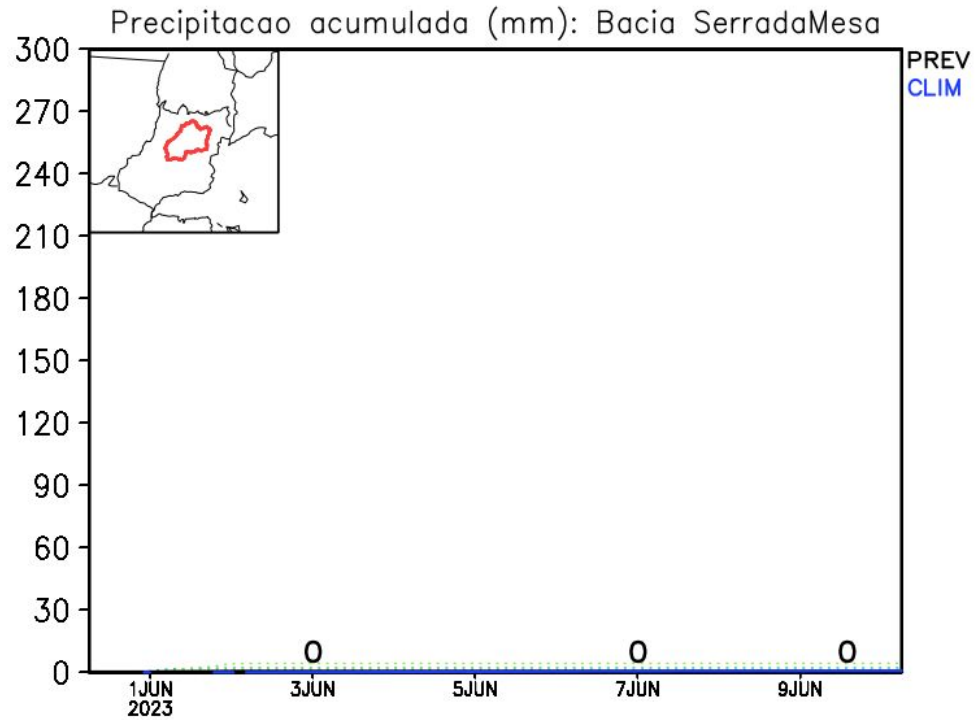 Precipitacao acumulada (mm): Bacia SerradaMesa
PREV
CLIM
300
270
240
210
180
150
120
90
60
30
0
0 0 0
1JUN 3JUN 5JUN 7JUN 9JUN
2023